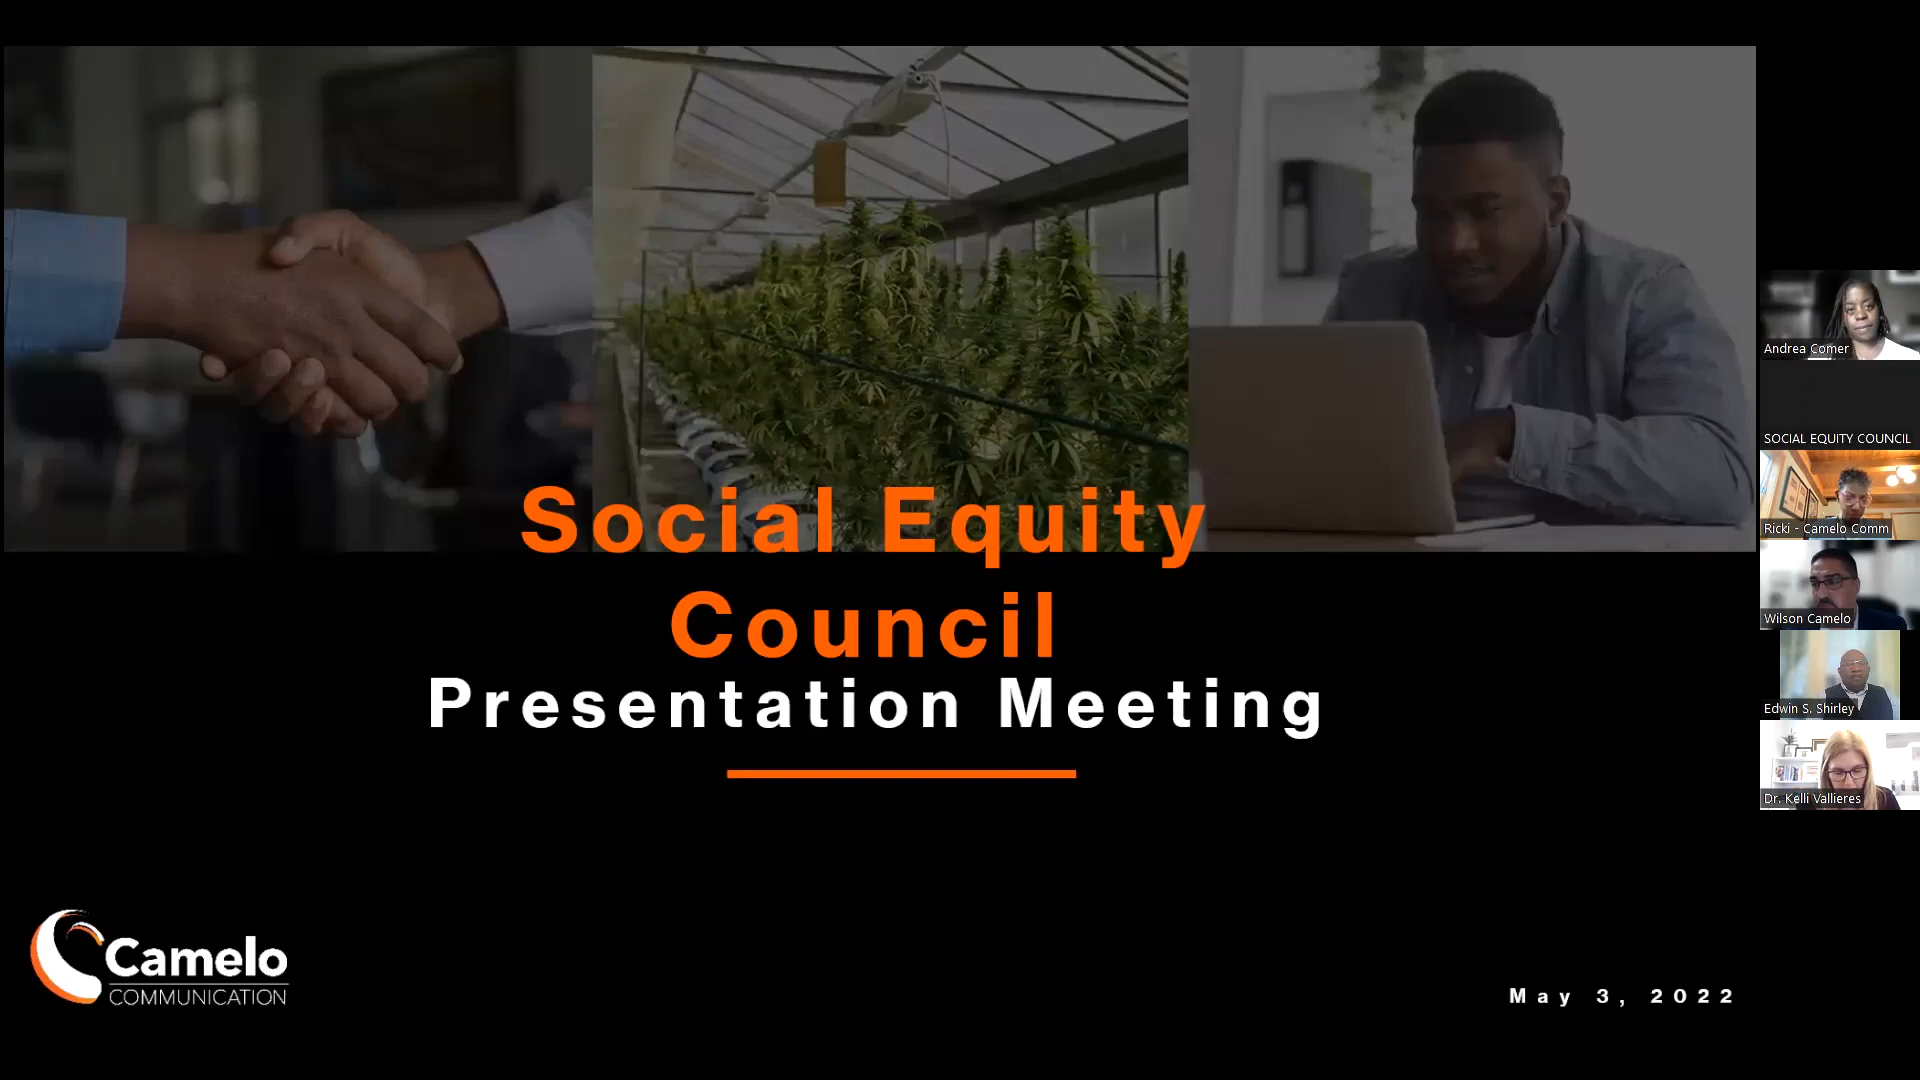 Social Equity
Council
Presentation Meeting
Camelo
COMMUNICATION
May 3, 2022
Andrea Comer
SOCIAL EQUITY COUNCIL
Ricki - Camelo Comm
Wilson Camelo
Edwin S. Shirley
Dr. Kelli Vallieres